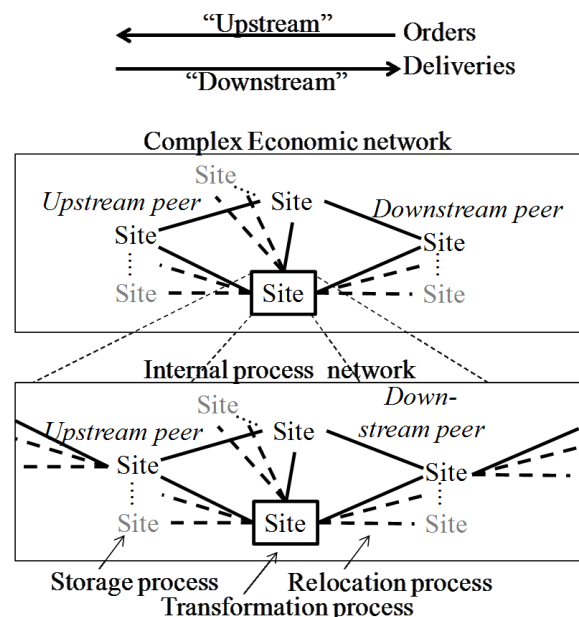 “Upstream”
Orders
Deliveries
“Downstream”
Complex Economic network
Site
Upstream peer
Site
Downstream peer
Site
Site
Site
Site
Site
Internal process network
Site
Down-
Upstream peer
Site
stream peer
Site
Site
Site
Site
Site
Storage process
Relocation process
Transformation process